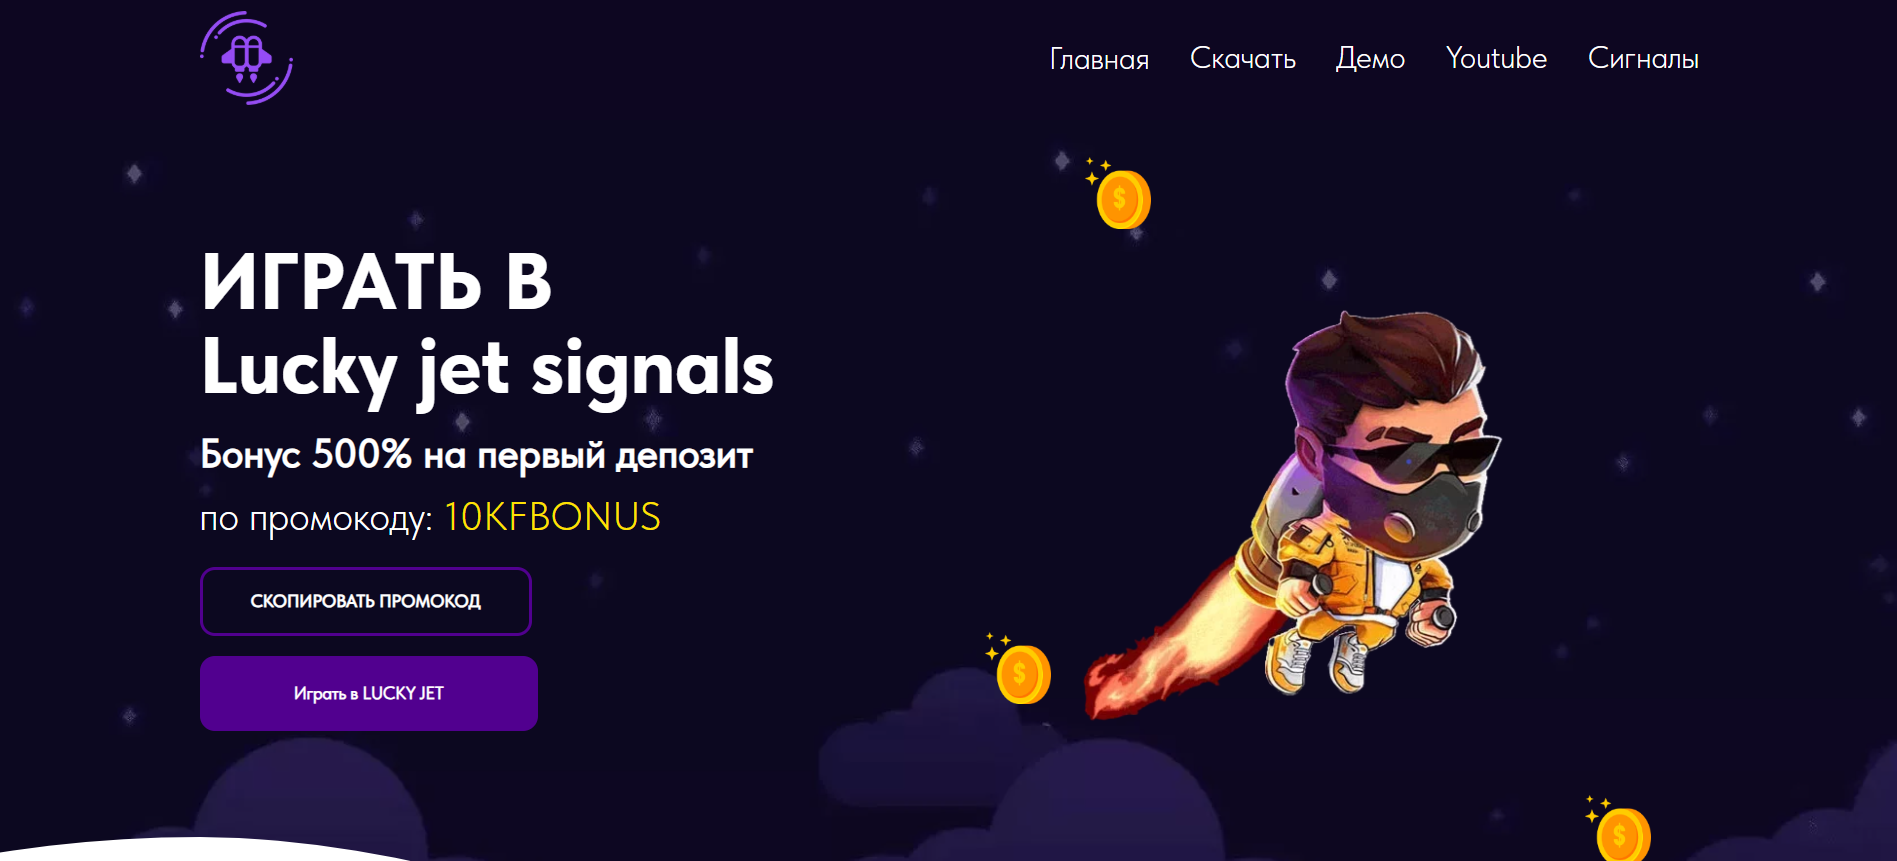 Главная Скачать Демо Youtube Сигналы
ИГРАТЬ В
Lucky jet signals
Бонус 500% на первый депозит
по промокоду: 10KFBONUS
СКОПИРОВАТЬ ПРОМОКОД
Играть в LUCKY JET